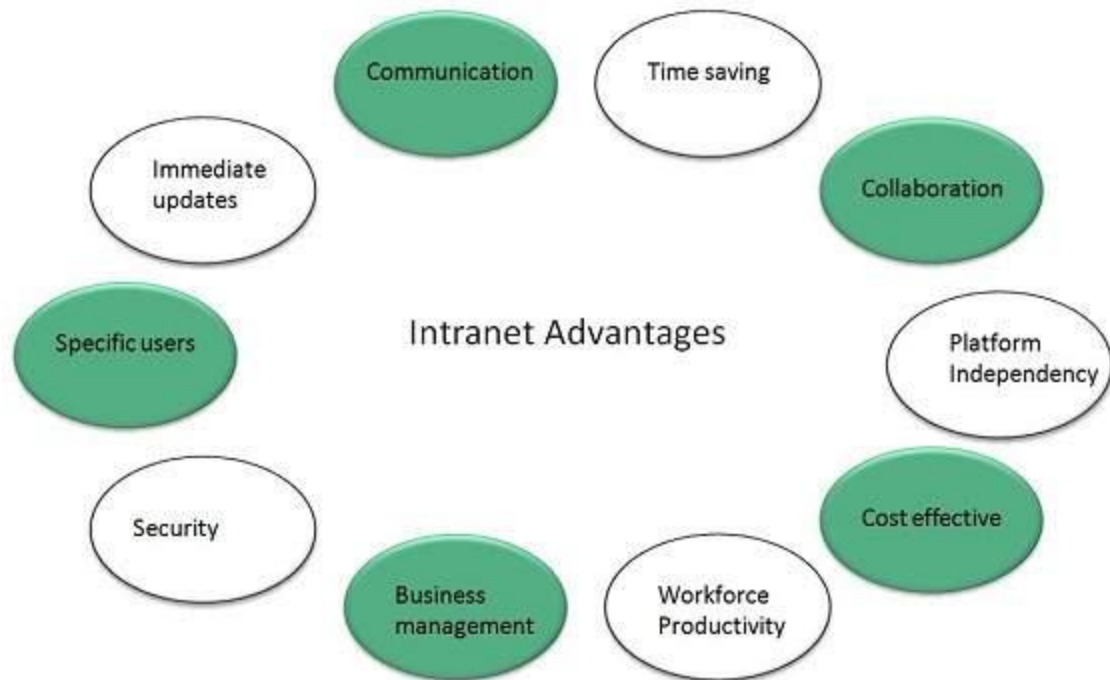 Communication
Time saving
Immediate
updates
Collaboration
Specific users
Intranet Advantages
Platform
Independency
Security
Cost effective
Business
management
Workforce
Productivity